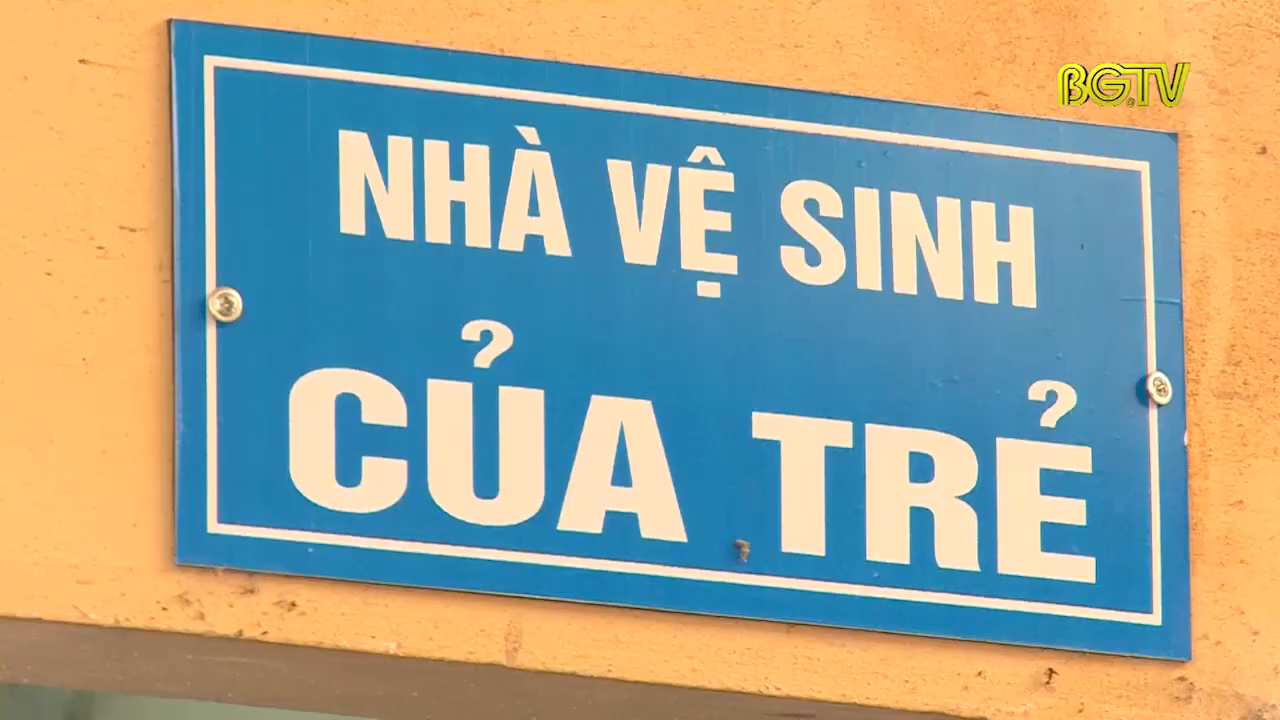 BGTV
NHÀ VỆ SINH
CỦA TRẺ